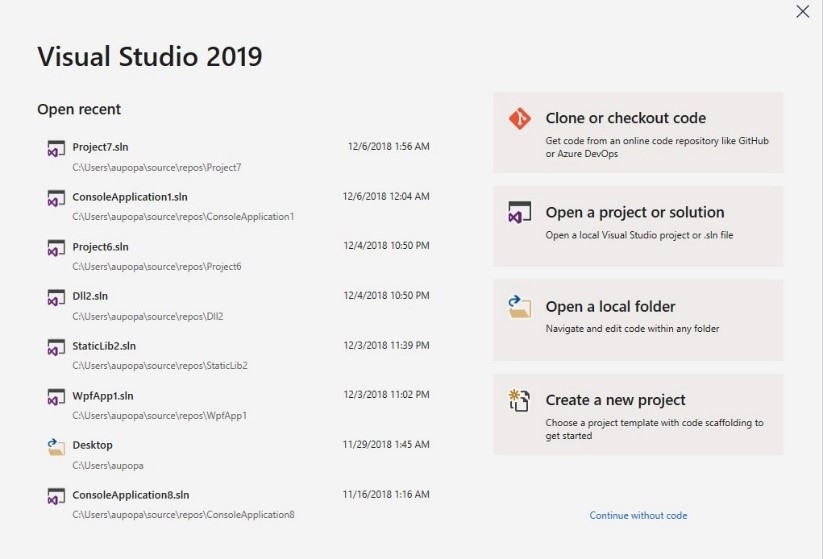 Visual Studio 2019
Open recent
Project7.sln 12/6/2018 1:56 AM
C:\Users\aupopa\source\repos\Project7
ConsoleApplication1.sln 12/6/2018 12:04 AM
C:\Users\aupopa\source\repos\ConsoleApplication1
Project6.sln 12/4/2018 10:50 PM
C:\Users\aupopa\source\repos\Project6
Dll2.sln 12/4/2018 10:50 PM
C:\Users\aupopa\source\repos\Dll2
StaticLib2.sln 12/3/2018 11:39 PM
C:\Users\aupopa\source\repos\StaticLib2
WpfApp1.sln 12/3/2018 11:02 PM
C:\Users\aupopa\source\repos\WpfApp1
Desktop 11/29/2018 1:45 AM
C:\Users\aupopa
ConsoleApplication8.sln 11/16/2018 1:16 AM
C:\Users\aupopa\source\repos\ConsoleApplication8
Clone or checkout code
Get code from an online code repository like GitHub
or Azure DevOps
Open a project or solution
Open a local Visual Studio project or .sln file
Open a local folder
Navigate and edit code within any folder
Create a new project
Choose a project template with code scaffolding to
get started
Continue without code